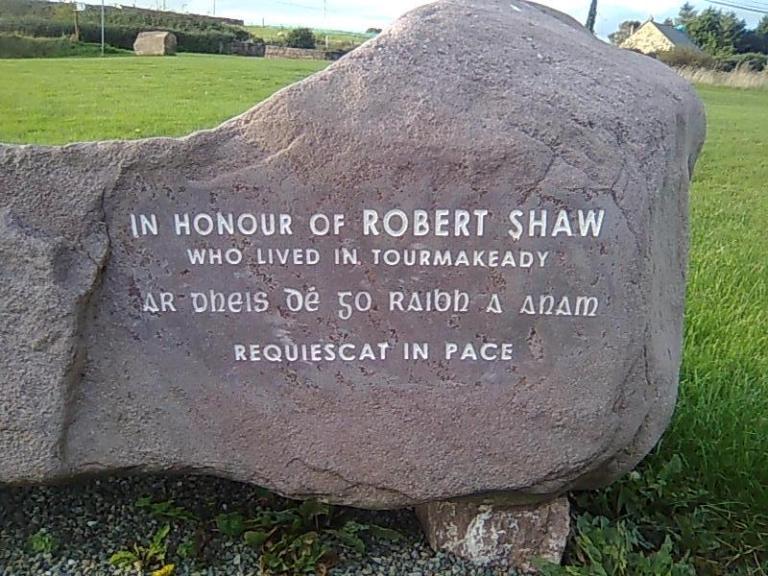 IN HONOUR OF ROBERT SHAW
WHO LIVED IN TOURMAKEADY
AR DHEIS DÉ GO RAIBH A ANAM
REQUIESCAT IN PACE